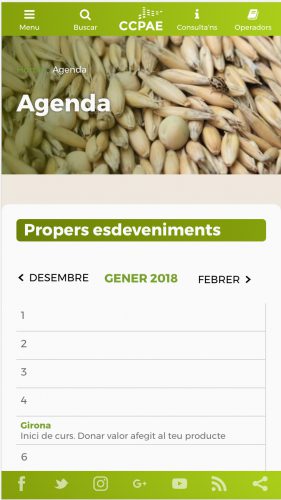 Menu
Buscar
CCPAE
Consulta'ns
Operadors
Home Agenda
Agenda
Propers esdeveniments
DESEMBRE
GENER 2018
FEBRER
1
2
3
4
Girona
Inici de curs. Donar valor afegit al teu producte
6